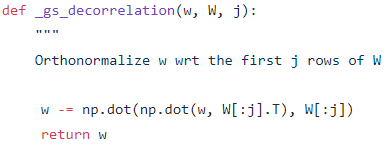 def _gs_decorrelation(w, W, j):
"""
Orthonormalize w wrt the first j rows of W
w -= np.dot(np.dot(w, W[:j].T), W[:j])
return w